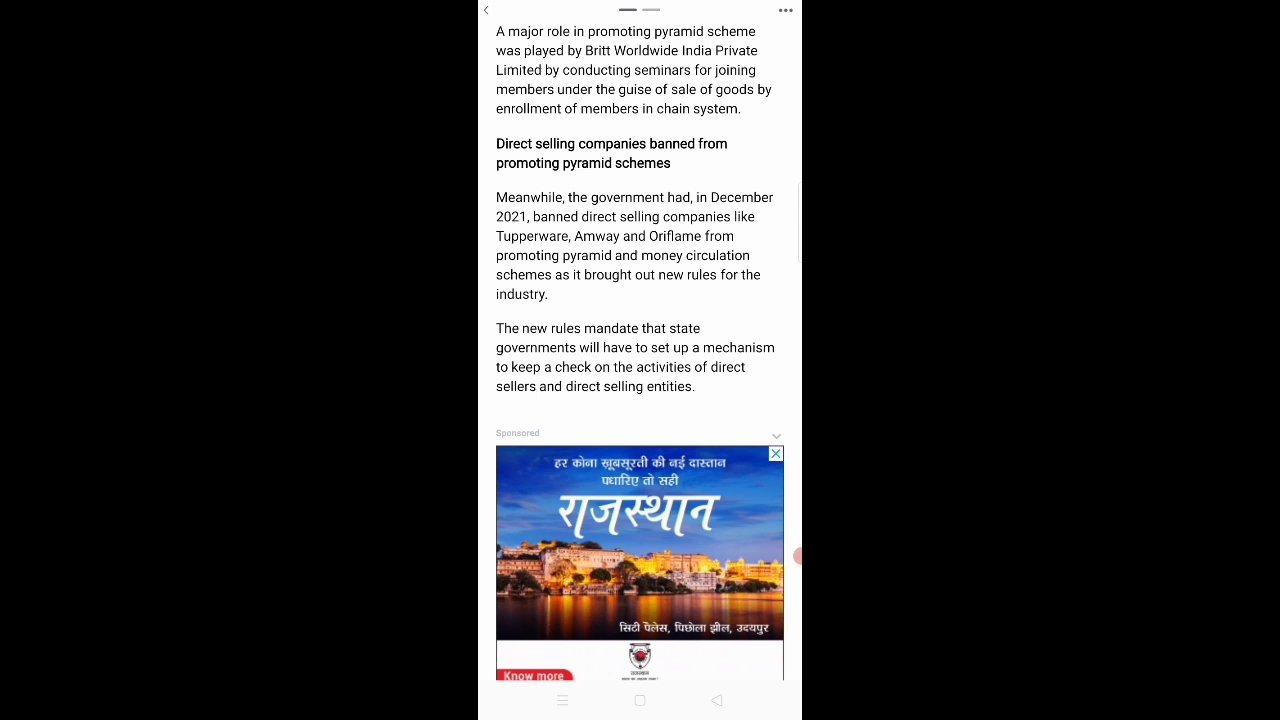 A major role in promoting pyramid scheme
was played by Britt Worldwide India Private
Limited by conducting seminars for joining
members under the guise of sale of goods by
enrollment of members in chain system.
Direct selling companies banned from
promoting pyramid schemes
Meanwhile, the government had, in December
2021, banned direct selling companies like
Tupperware, Amway and Oriflame from
promoting pyramid and money circulation
schemes as it brought out new rules for the
industry.
The new rules mandate that state
governments will have to set up a mechanism
to keep a check on the activities of direct
sellers and direct selling entities.
Sponsored
हर कोना खूबसूरती की नई दास्तान
पधारिए तो सही
राजस्थान
सिटी पैलेस, पिछोला झील, उदयपुर
राजस्थान
Know more